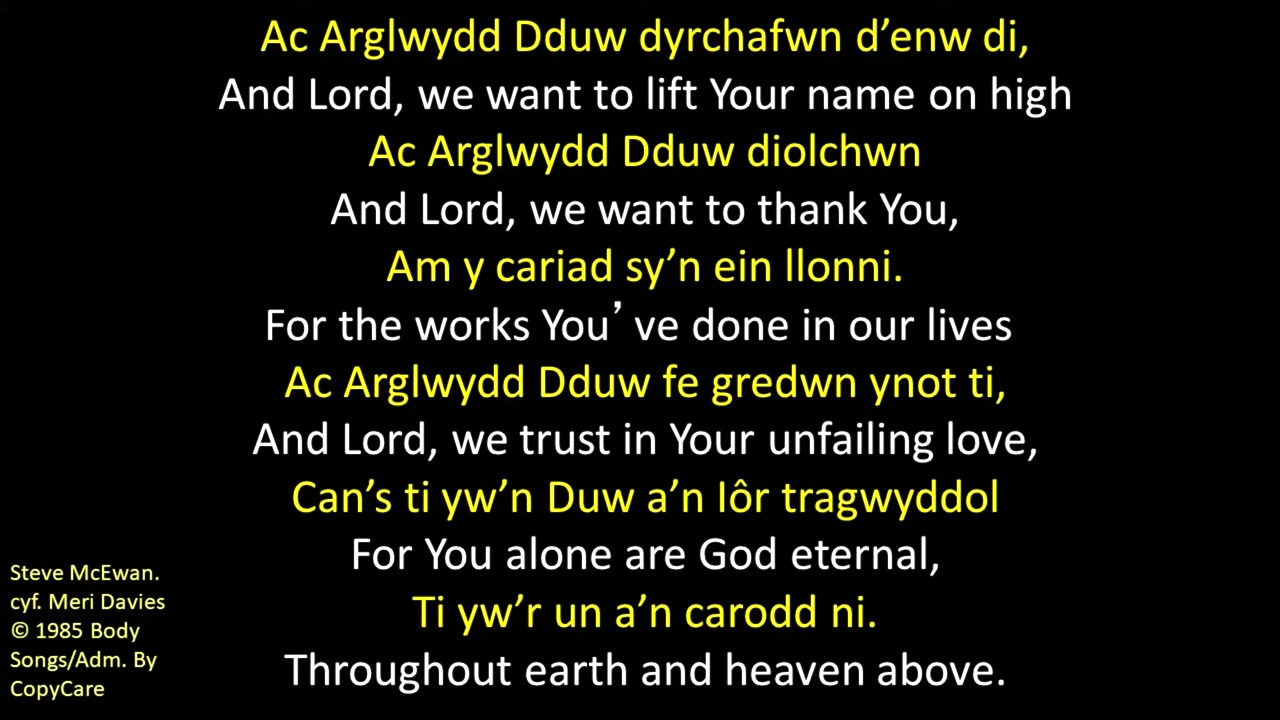 Ac Arglwydd Dduw dyrchafwn d’enw di,
And Lord, we want to lift Your name on high
Ac Arglwydd Dduw diolchwn
And Lord, we want to thank You,
Am y cariad sy’n ein llonni.
For the works You’ ve done in our lives
Ac Arglwydd Dduw fe gredwn ynot ti,
And Lord, we trust in Your unfailing love,
Can’s ti yw’n Duw a’n Iôr tragwyddol
For You alone are God eternal,
Ti yw’r un a’n carodd ni.
Throughout earth and heaven above.
Steve McEwan.
cyf. Meri Davies
© 1985 Body
Songs/Adm. By
CopyCare